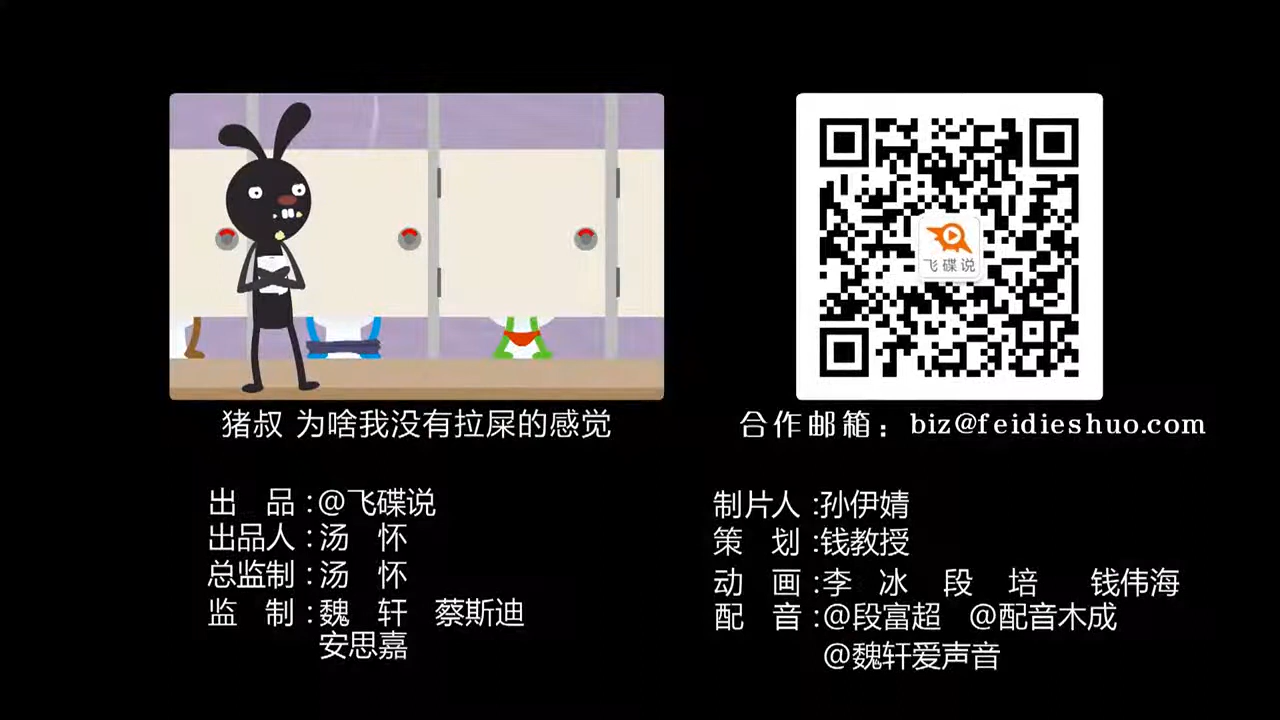 飞碟说
猪叔 为啥我没有拉屎的感觉
合作邮箱：biz@feidieshuo.com
出 品:@飞碟说
出品人:汤 怀
总监制:汤 怀
监 制:魏 轩 蔡斯迪
安思嘉
制片人:孙伊婧
策 划:钱教授
动 画:李 冰 段 培 钱伟海
配 音:@段富超 @配音木成
@魏轩爱声音